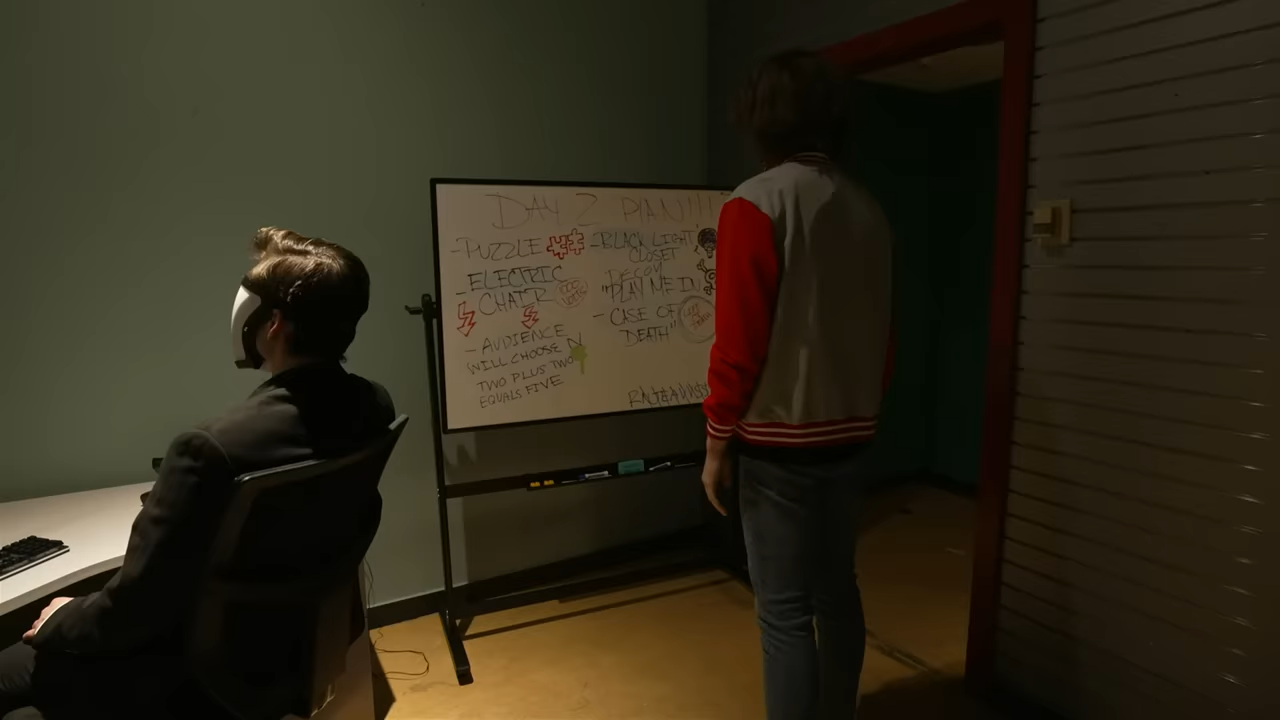 DAY 2 PLAN!!!
-PUZZLE
-ELECTRIC
CHAIR
- AUDIENCE
WILL CHOOSE
TWO PLUS TWO
EQUALS FIVE
-BLACK LIGHT
CLOSET
DECOY
"PLAY ME IN
- CASE OF
DEATH"